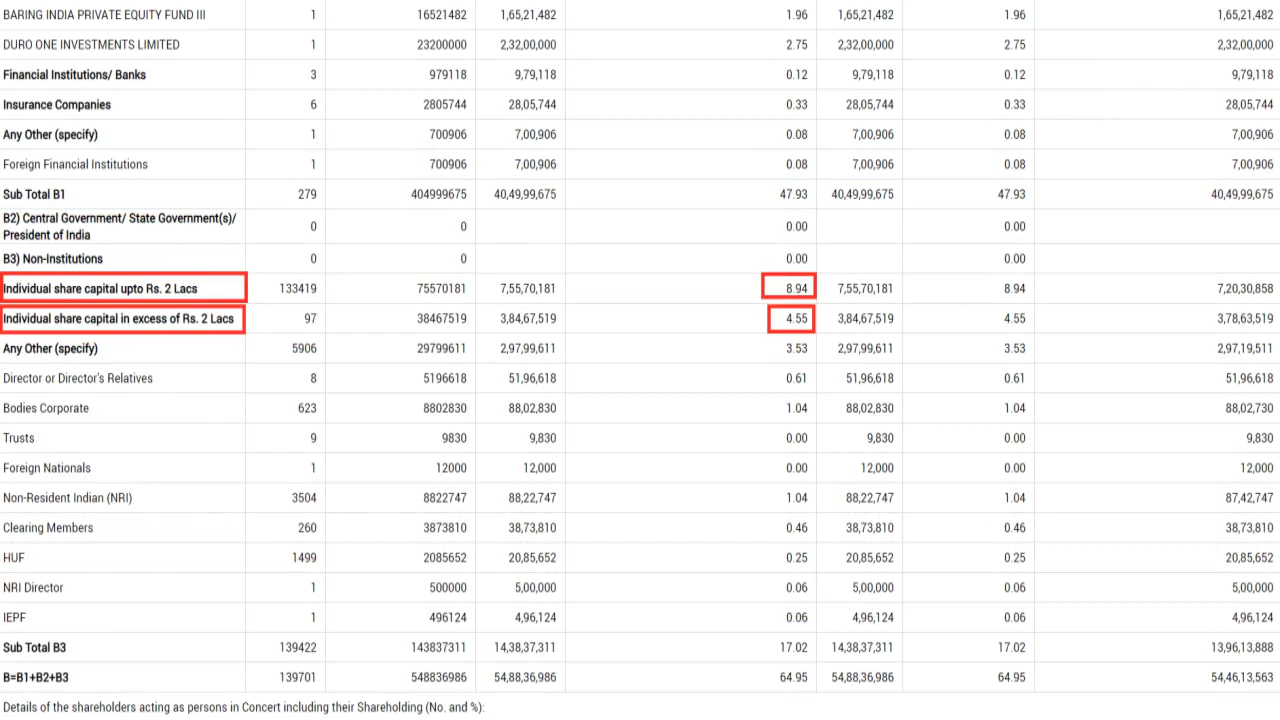 BARING INDIA PRIVATE EQUITY FUND III 1 16521482 1,65,21,482 1.96 1,65,21,482 1.96 1,65,21,482
DURO ONE INVESTMENTS LIMITED 1 23200000 2,32,00,000 2.75 2,32,00,000 2.75 2,32,00,000
Financial Institutions/ Banks 3 979118 9,79,118 0.12 9,79,118 0.12 9,79,118
Insurance Companies 6 2805744 28,05,744 0.33 28,05,744 0.33 28,05,744
Any Other (specify) 1 700906 7,00,906 0.08 7,00,906 0.08 7,00,906
Foreign Financial Institutions 1 700906 7,00,906 0.08 7,00,906 0.08 7,00,906
Sub Total B1 279 404999675 40,49,99,675 47.93 40,49,99,675 47.93 40,49,99,675
B2) Central Government/ State Government(s)/
President of India 0 0 0.00 0.00
B3) Non-Institutions 0 0 0.00 0.00
Individual share capital upto Rs. 2 Lacs 133419 75570181 7,55,70,181 8.94 7,55,70,181 8.94 7,20,30,858
Individual share capital in excess of Rs. 2 Lacs 97 38467519 3,84,67,519 4.55 3,84,67,519 4.55 3,78,63,519
Any Other (specify) 5906 29799611 2,97,99,611 3.53 2,97,99,611 3.53 2,97,19,511
Director or Director's Relatives 8 5196618 51,96,618 0.61 51,96,618 0.61 51,96,618
Bodies Corporate 623 8802830 88,02,830 1.04 88,02,830 1.04 88,02,730
Trusts 9 9830 9,830 0.00 9,830 0.00 9,830
Foreign Nationals 1 12000 12,000 0.00 12,000 0.00 12,000
Non-Resident Indian (NRI) 3504 8822747 88,22,747 1.04 88,22,747 1.04 87,42,747
Clearing Members 260 3873810 38,73,810 0.46 38,73,810 0.46 38,73,810
HUF 1499 2085652 20,85,652 0.25 20,85,652 0.25 20,85,652
NRI Director 1 500000 5,00,000 0.06 5,00,000 0.06 5,00,000
IEPF 1 496124 4,96,124 0.06 4,96,124 0.06 4,96,124
Sub Total B3 139422 143837311 14,38,37,311 17.02 14,38,37,311 17.02 13,96,13,888
B=B1+B2+B3 139701 548836986 54,88,36,986 64.95 54,88,36,986 64.95 54,46,13,563
Details of the shareholders acting as persons in Concert including their Shareholding (No. and %):